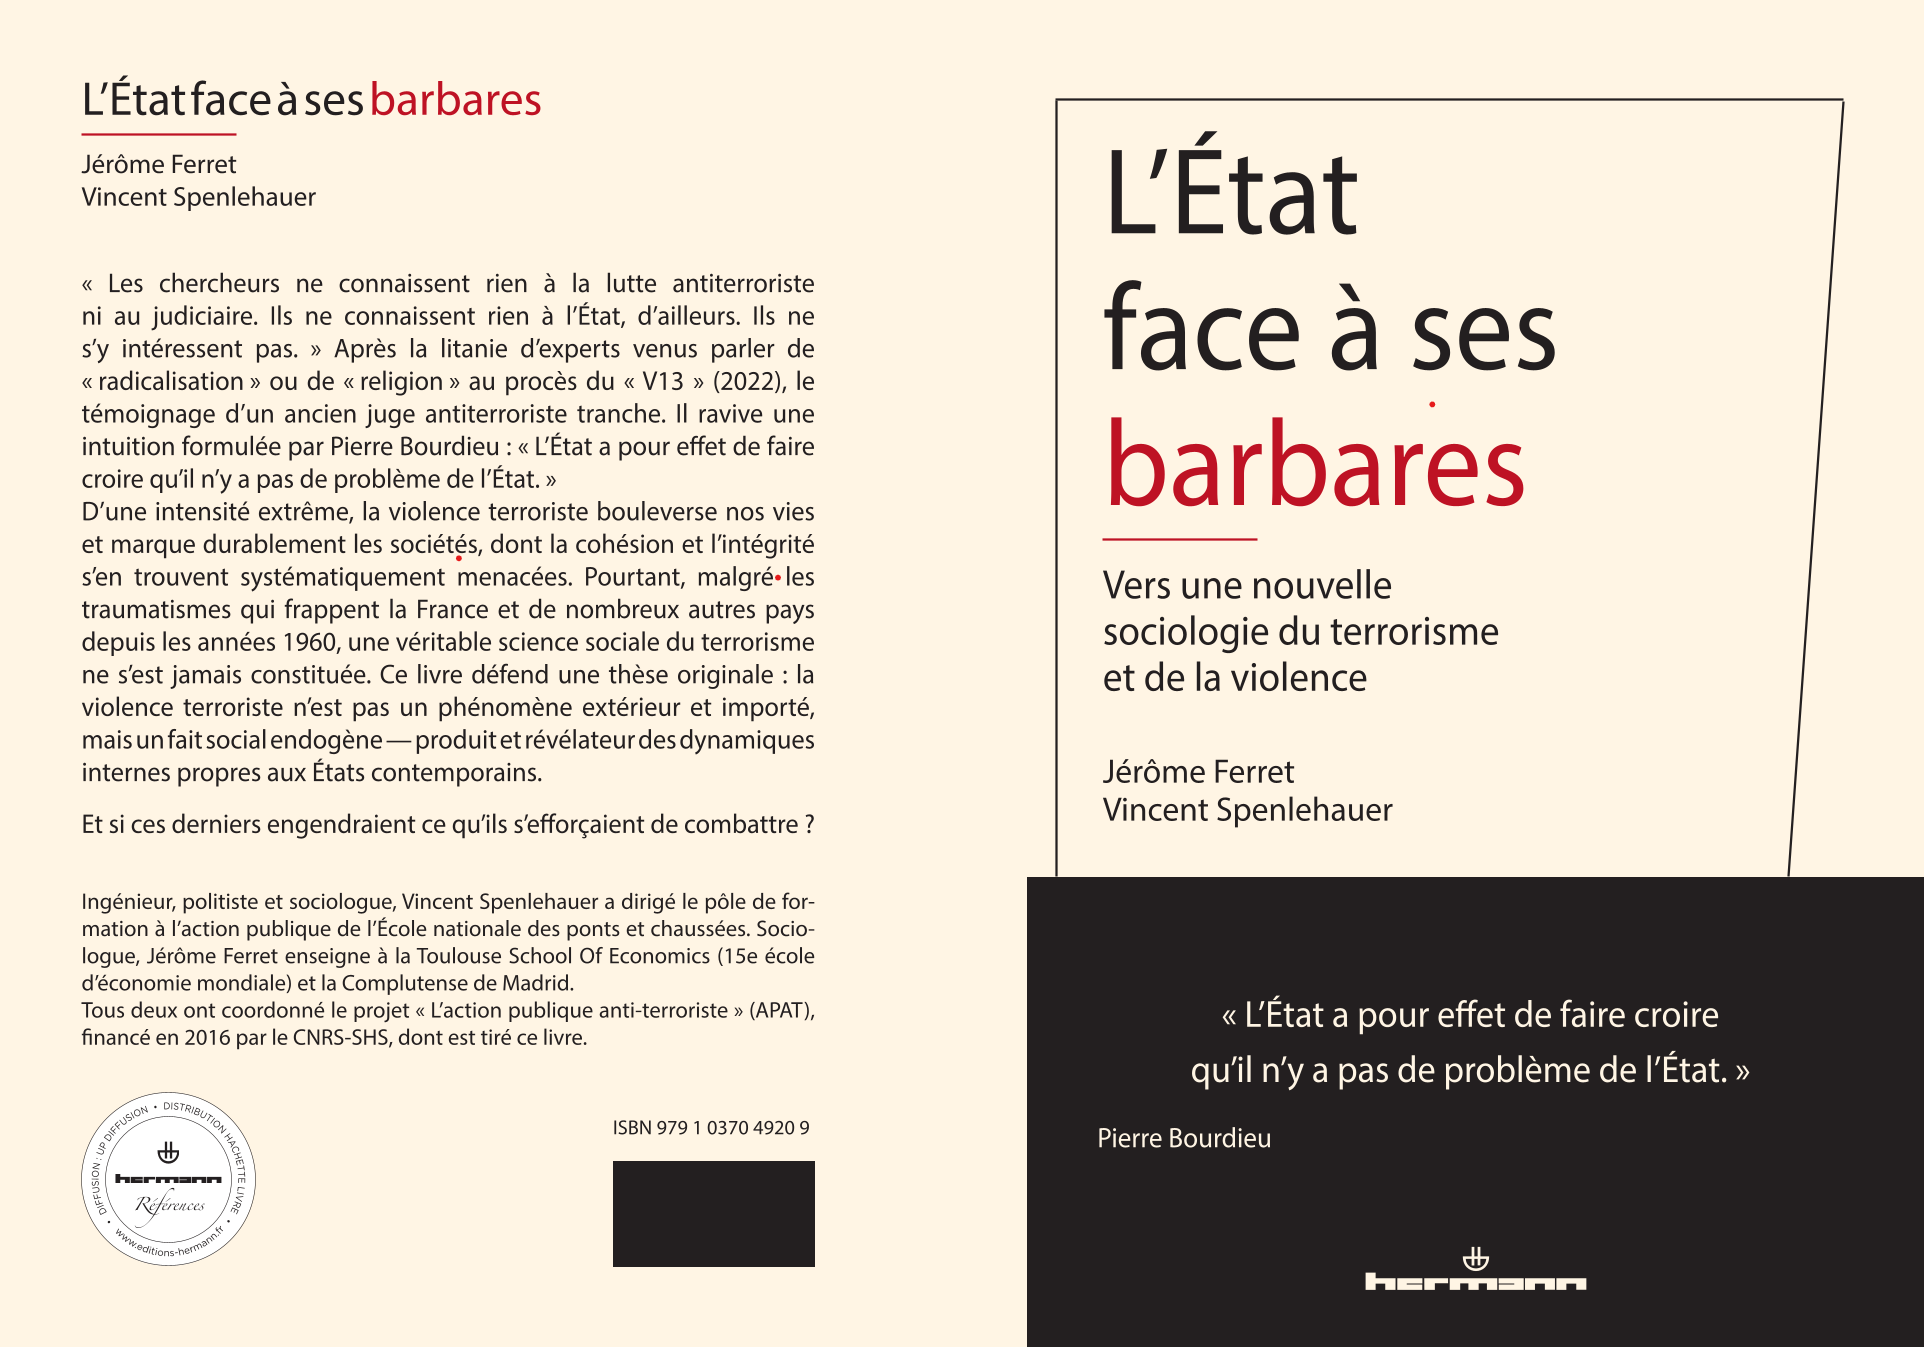 L’État face à ses barbares
Jérôme Ferret
Vincent Spenlehauer
« Les chercheurs ne connaissent rien à la lutte antiterroriste
ni au judiciaire. Ils ne connaissent rien à l’État, d’ailleurs. Ils ne
s’y intéressent pas. » Après la litanie d’experts venus parler de
« radicalisation » ou de « religion » au procès du « V13 » (2022), le
témoignage d’un ancien juge antiterroriste tranche. Il ravive une
intuition formulée par Pierre Bourdieu : « L’État a pour effet de faire
croire qu’il n’y a pas de problème de l’État. »
D’une intensité extrême, la violence terroriste bouleverse nos vies
et marque durablement les sociétés, dont la cohésion et l’intégrité
s’en trouvent systématiquement menacées. Pourtant, malgré les
traumatismes qui frappent la France et de nombreux autres pays
depuis les années 1960, une véritable science sociale du terrorisme
ne s’est jamais constituée. Ce livre défend une thèse originale : la
violence terroriste n’est pas un phénomène extérieur et importé,
mais un fait social endogène — produit et révélateur des dynamiques
internes propres aux États contemporains.
Et si ces derniers engendraient ce qu’ils s’efforçaient de combattre ?
Ingénieur, politiste et sociologue, Vincent Spenlehauer a dirigé le pôle de for-
mation à l’action publique de l’École nationale des ponts et chaussées. Socio-
logue, Jérôme Ferret enseigne à la Toulouse School Of Economics (15e école
d’économie mondiale) et la Complutense de Madrid.
Tous deux ont coordonné le projet « L’action publique anti-terroriste » (APAT),
financé en 2016 par le CNRS-SHS, dont est tiré ce livre.
• DIFFUSION : UP DIFFUSION • DISTRIBUTION HACHETTE LIVRE •
hermann
Références
www.editions-hermann.fr
ISBN 979 1 0370 4920 9
L’État
face à ses
barbares
Vers une nouvelle
sociologie du terrorisme
et de la violence
Jérôme Ferret
Vincent Spenlehauer
« L’État a pour effet de faire croire
qu’il n’y a pas de problème de l’État. »
Pierre Bourdieu
hermann